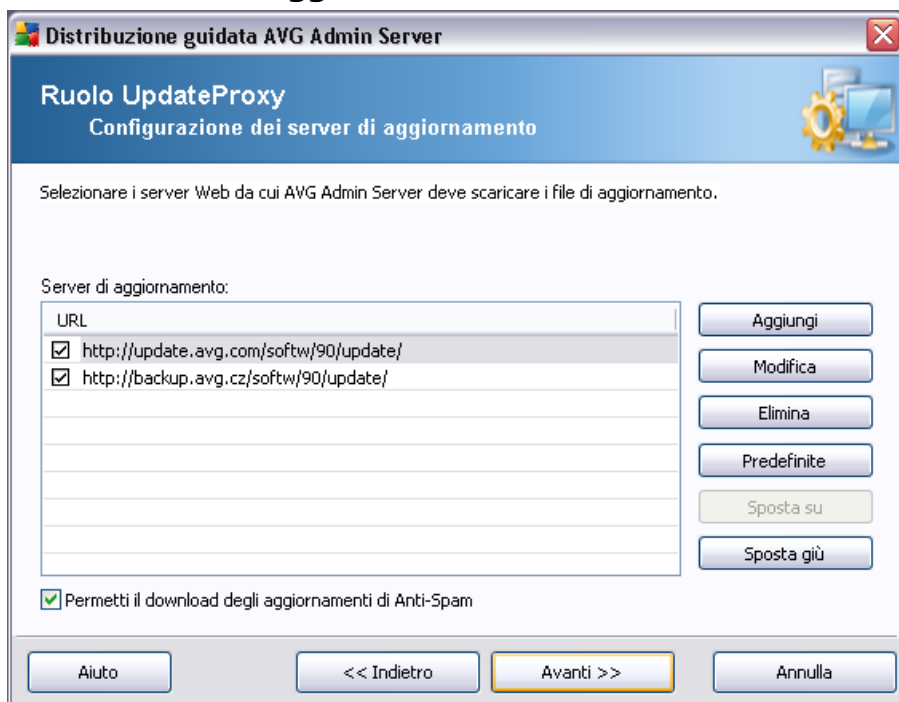 Distribuzione guidata AVG Admin Server
Ruolo UpdateProxy
Configurazione dei server di aggiornamento
Selezionare i server Web da cui AVG Admin Server deve scaricare i file di aggiornamento.
Server di aggiornamento:
URL
http://update.avg.com/softw/90/update/
http://backup.avg.cz/softw/90/update/
Aggiungi
Modifica
Elimina
Predefinite
Sposta su
Sposta giù
Permetti il download degli aggiornamenti di Anti-Spam
Aiuto
<< Indietro
Avanti >>
Annulla